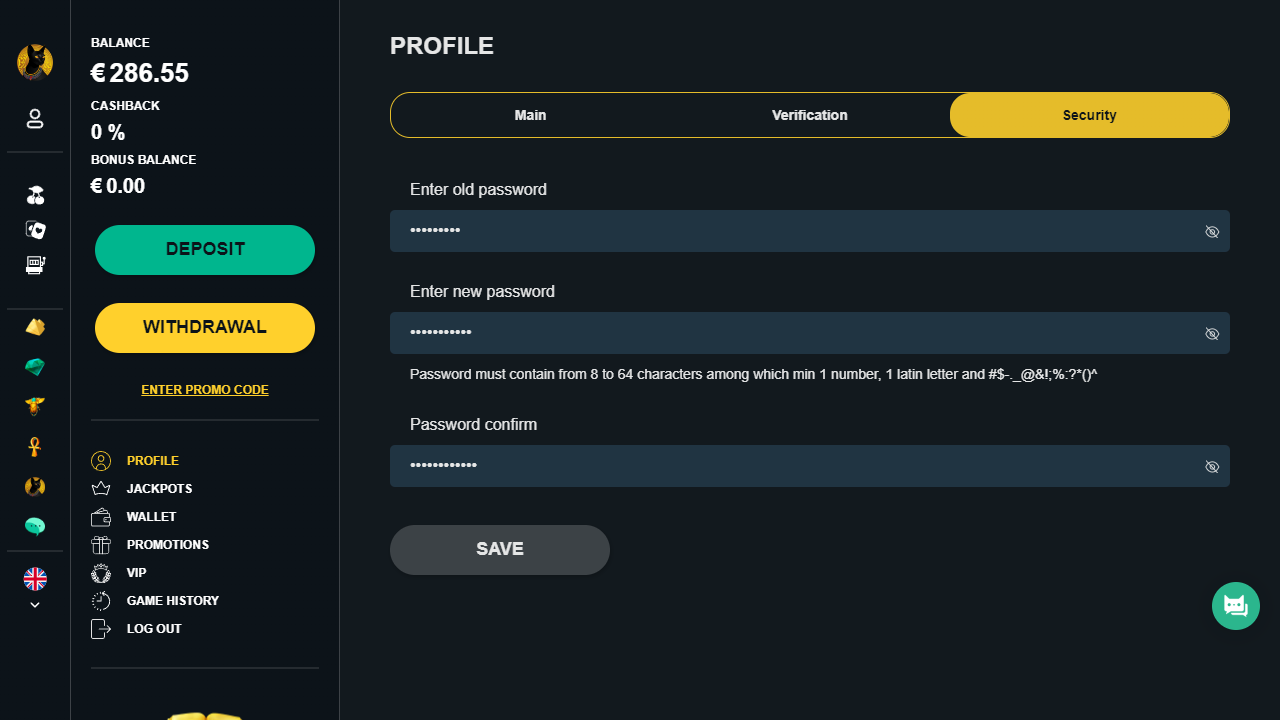 BALANCE
€ 286.55
CASHBACK
0 %
BONUS BALANCE
€ 0.00
DEPOSIT
WITHDRAWAL
ENTER PROMO CODE
PROFILE
JACKPOTS
WALLET
PROMOTIONS
VIP
GAME HISTORY
LOG OUT
PROFILE
Main Verification Security
Enter old password
•••••••••
Enter new password
•••••••••••
Password must contain from 8 to 64 characters among which min 1 number, 1 latin letter and #$-._@&!;%:?*()^
Password confirm
••••••••••••
SAVE